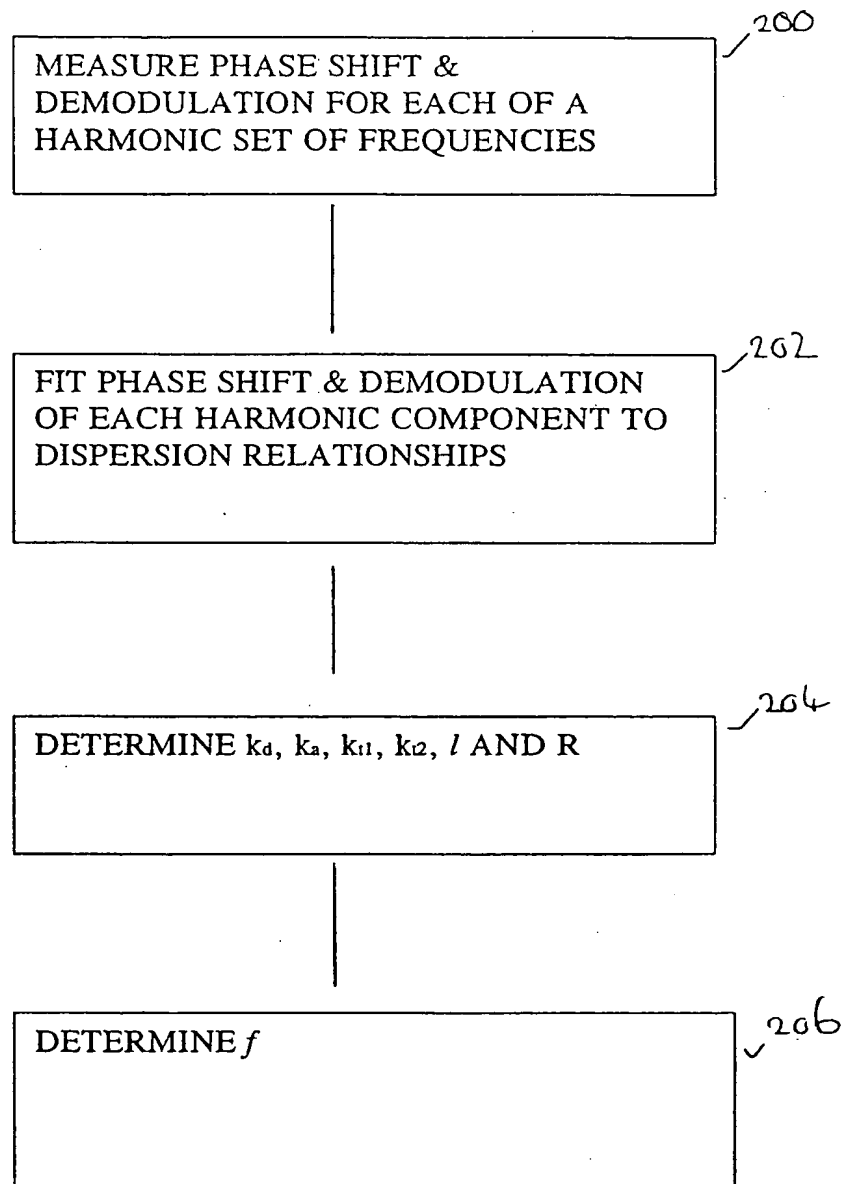 200
MEASURE PHASE SHIFT &
DEMODULATION FOR EACH OF A
HARMONIC SET OF FREQUENCIES
202
FIT PHASE SHIFT & DEMODULATION
OF EACH HARMONIC COMPONENT TO
DISPERSION RELATIONSHIPS
204
DETERMINE kd, ka, kt1, kt2, l AND R
206
DETERMINE f